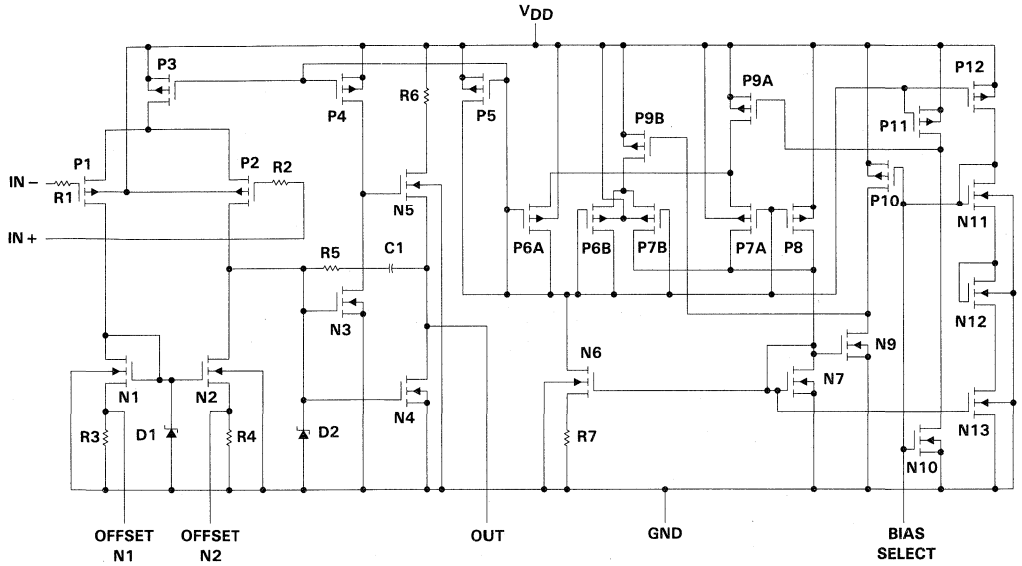 VDD
P3
P4
R6
P5
P9B
P9A
P12
P11
P10
P1
P2
R2
IN −
R1
N5
N11
IN +
P6A
P6B
P7B
P7A
P8
R5
C1
N3
N12
N1
N2
N4
N6
N7
N9
N13
R3
D1
R4
D2
R7
N10
OFFSET
N1
OFFSET
N2
OUT
GND
BIAS
SELECT